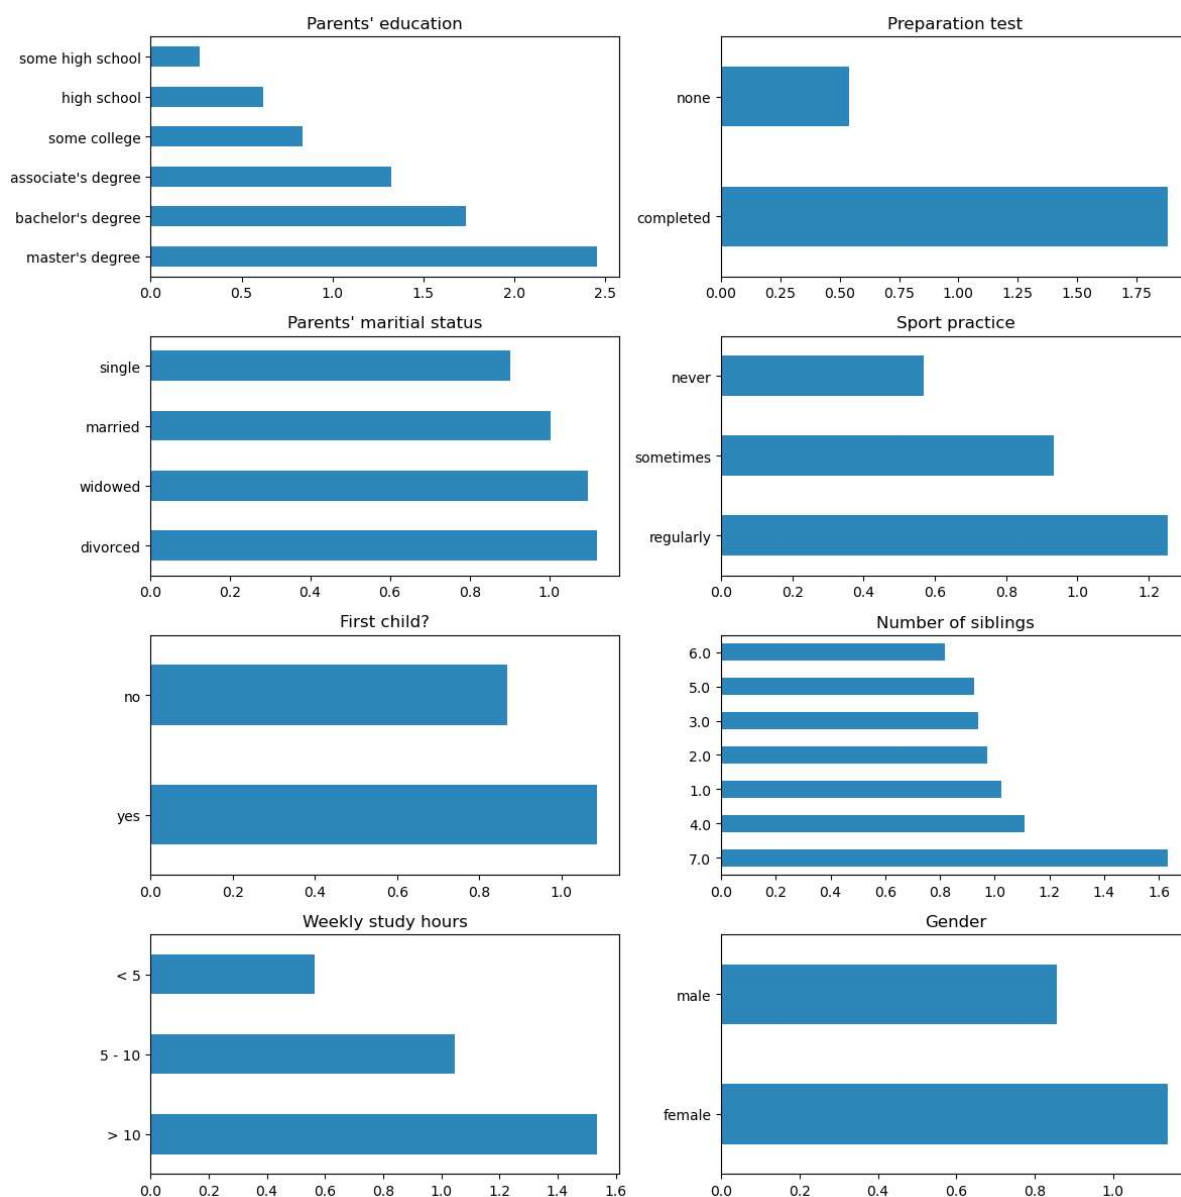 Parents' education
some high school
high school
some college
associate's degree
bachelor's degree
master's degree
0.0 0.5 1.0 1.5 2.0 2.5
Preparation test
none
completed
0.00 0.25 0.50 0.75 1.00 1.25 1.50 1.75
Parents' maritial status
single
married
widowed
divorced
0.0 0.2 0.4 0.6 0.8 1.0
Sport practice
never
sometimes
regularly
0.0 0.2 0.4 0.6 0.8 1.0 1.2
First child?
no
yes
0.0 0.2 0.4 0.6 0.8 1.0
Number of siblings
6.0
5.0
3.0
2.0
1.0
4.0
7.0
0.0 0.2 0.4 0.6 0.8 1.0 1.2 1.4 1.6
Weekly study hours
< 5
5 - 10
> 10
0.0 0.2 0.4 0.6 0.8 1.0 1.2 1.4 1.6
Gender
male
female
0.0 0.2 0.4 0.6 0.8 1.0